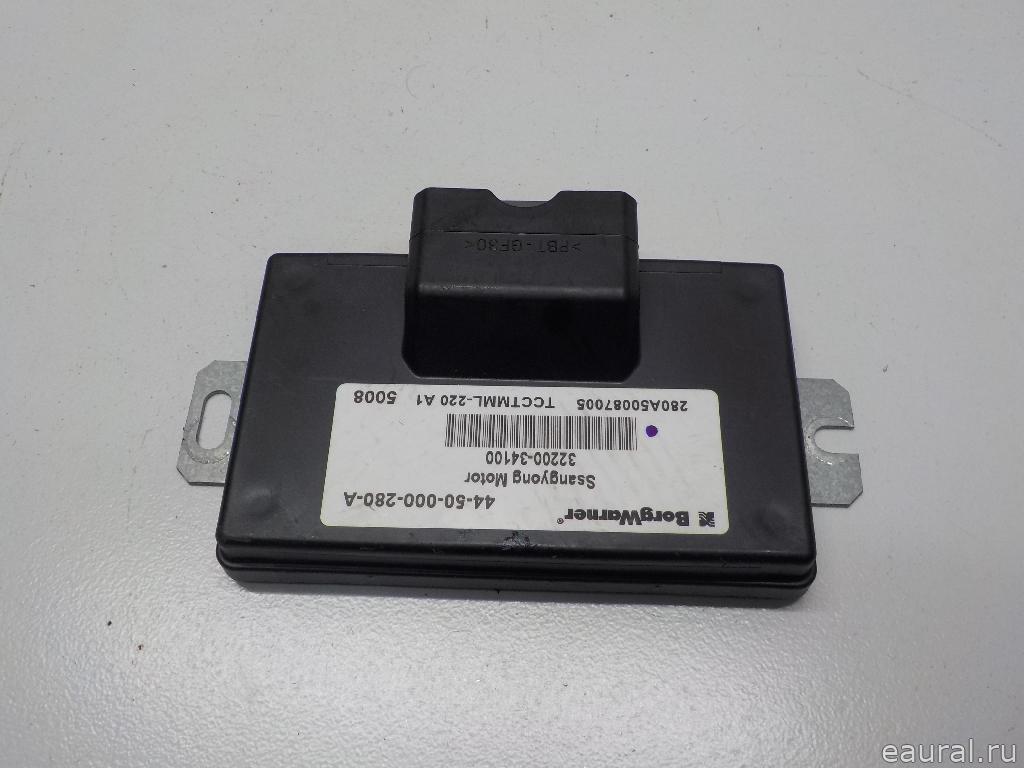 BorgWarner®
44-50-000-280-A
Ssangyong Motor
32200-34100
280A50087005 TCCTMML-220 A1 5008
>PBT-GF30<
eaural.ru